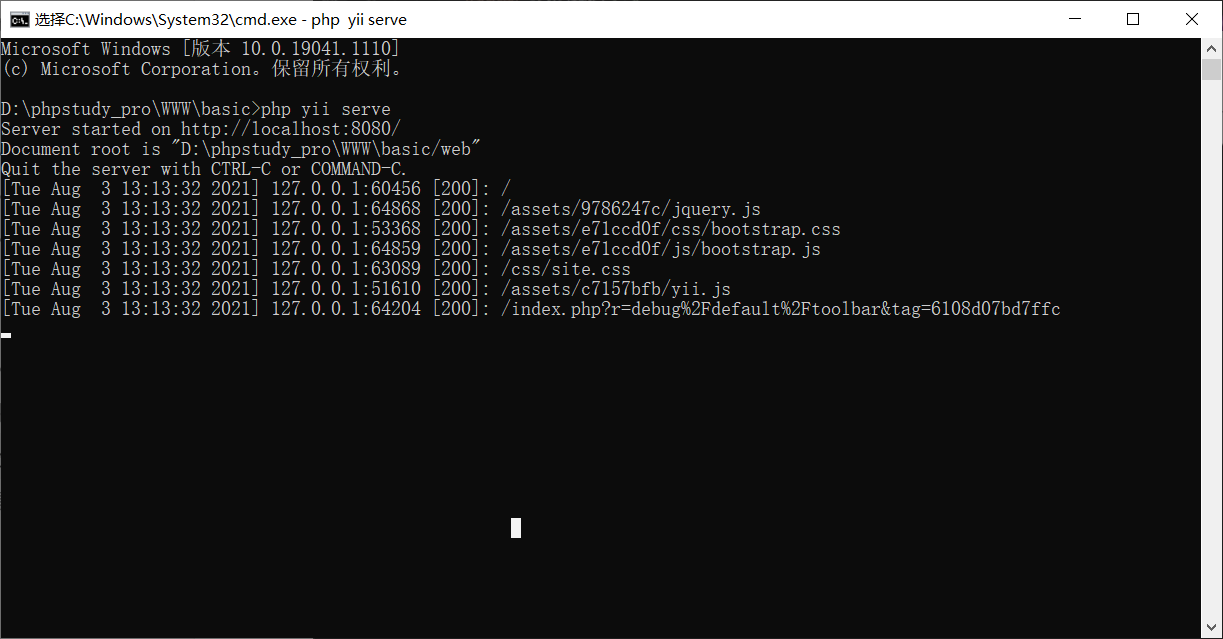 选择C:\Windows\System32\cmd.exe - php  yii serve
Microsoft Windows [版本 10.0.19041.1110]
(c) Microsoft Corporation。保留所有权利。
D:\phpstudy_pro\WWW\basic>php yii serve
Server started on http://localhost:8080/
Document root is "D:\phpstudy_pro\WWW\basic/web"
Quit the server with CTRL-C or COMMAND-C.
[Tue Aug  3 13:13:32 2021] 127.0.0.1:60456 [200]: /
[Tue Aug  3 13:13:32 2021] 127.0.0.1:64868 [200]: /assets/9786247c/jquery.js
[Tue Aug  3 13:13:32 2021] 127.0.0.1:53368 [200]: /assets/e71ccd0f/css/bootstrap.css
[Tue Aug  3 13:13:32 2021] 127.0.0.1:64859 [200]: /assets/e71ccd0f/js/bootstrap.js
[Tue Aug  3 13:13:32 2021] 127.0.0.1:63089 [200]: /css/site.css
[Tue Aug  3 13:13:32 2021] 127.0.0.1:51610 [200]: /assets/c7157bfb/yii.js
[Tue Aug  3 13:13:32 2021] 127.0.0.1:64204 [200]: /index.php?r=debug%2Fdefault%2Ftoolbar&tag=6108d07bd7ffc